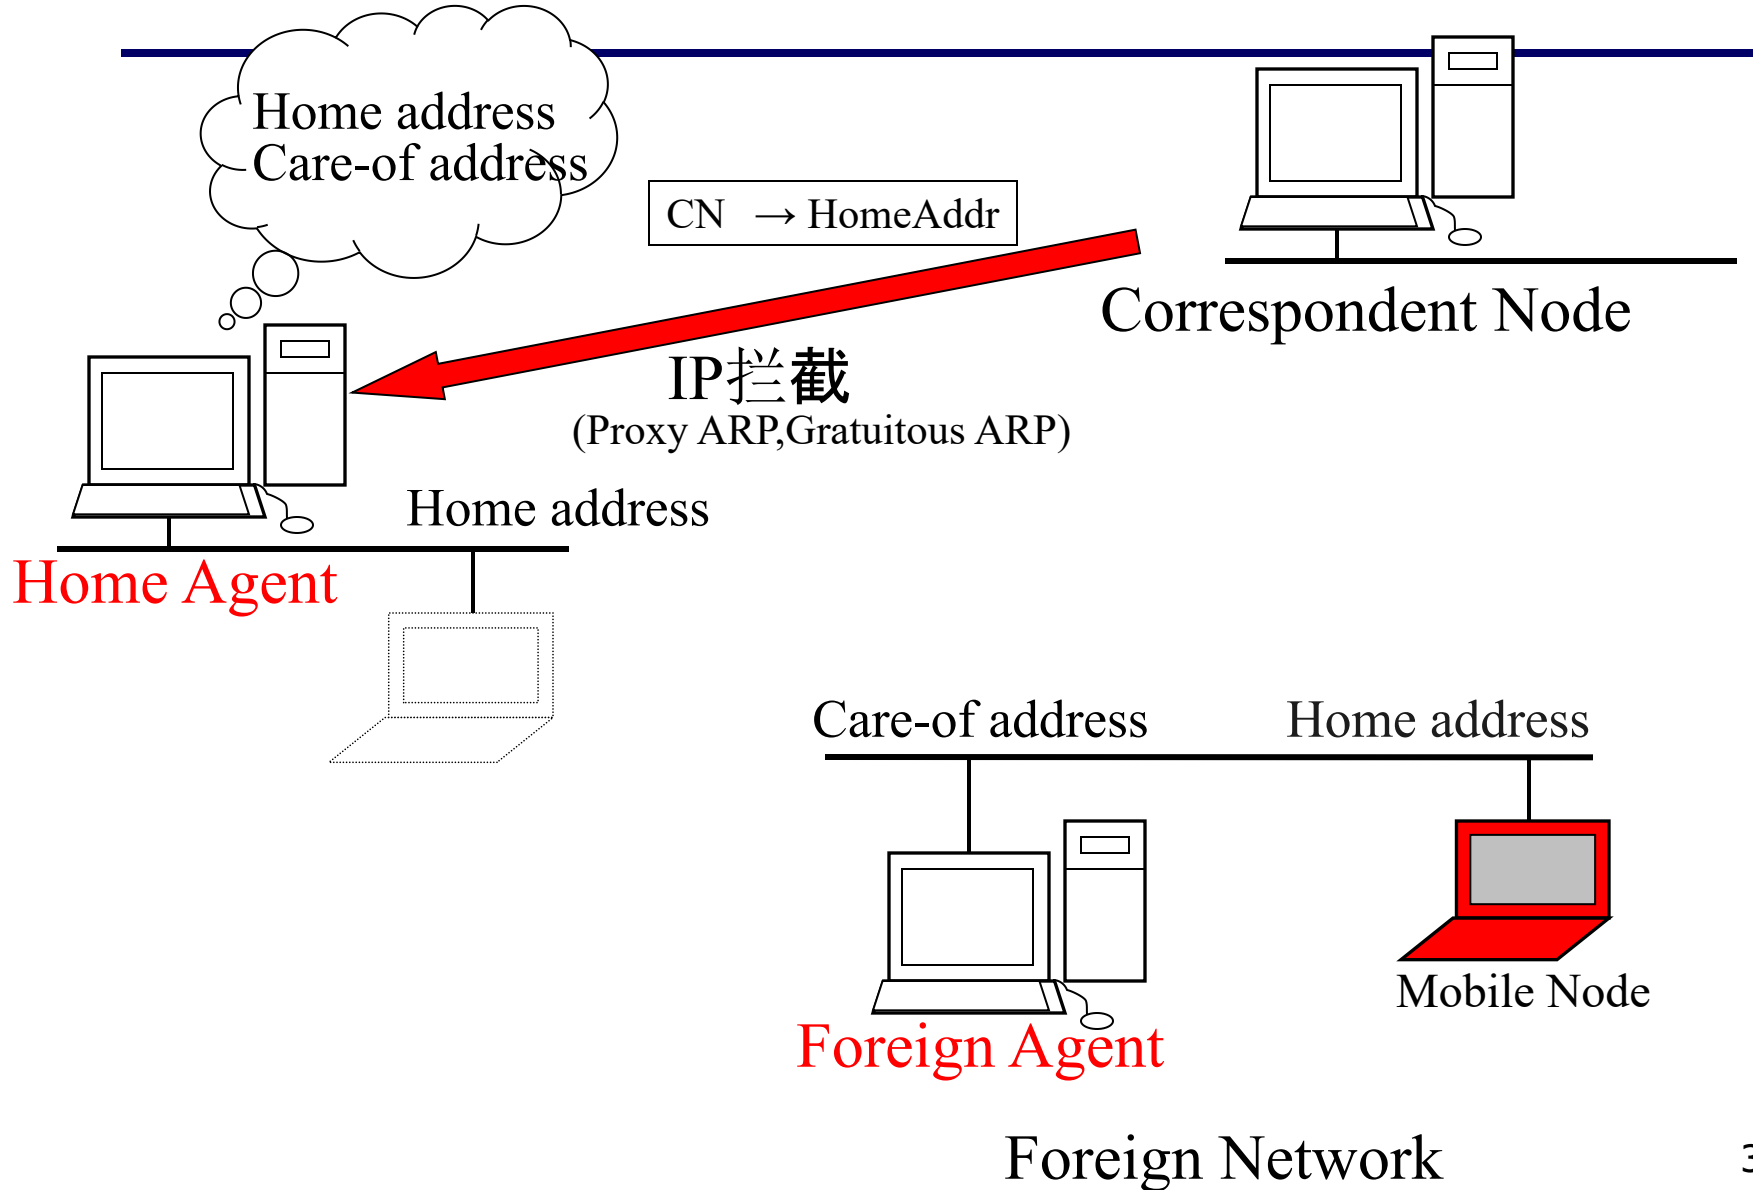 Home address
Care-of address
CN → HomeAddr
Correspondent Node
IP拦截
(Proxy ARP,Gratuitous ARP)
Home address
Home Agent
Care-of address
Home address
Mobile Node
Foreign Agent
Foreign Network
3